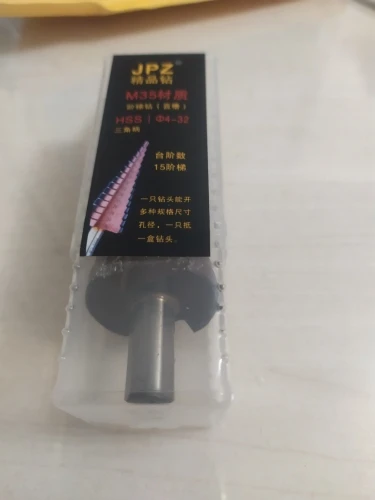 JPZ®
精品钻
M35材质
阶梯钻(直槽)
HSS | Φ4-32
三角柄
台阶数
15阶梯
一只钻头能开
多种规格尺寸
孔径,一只抵
一盒钻头.